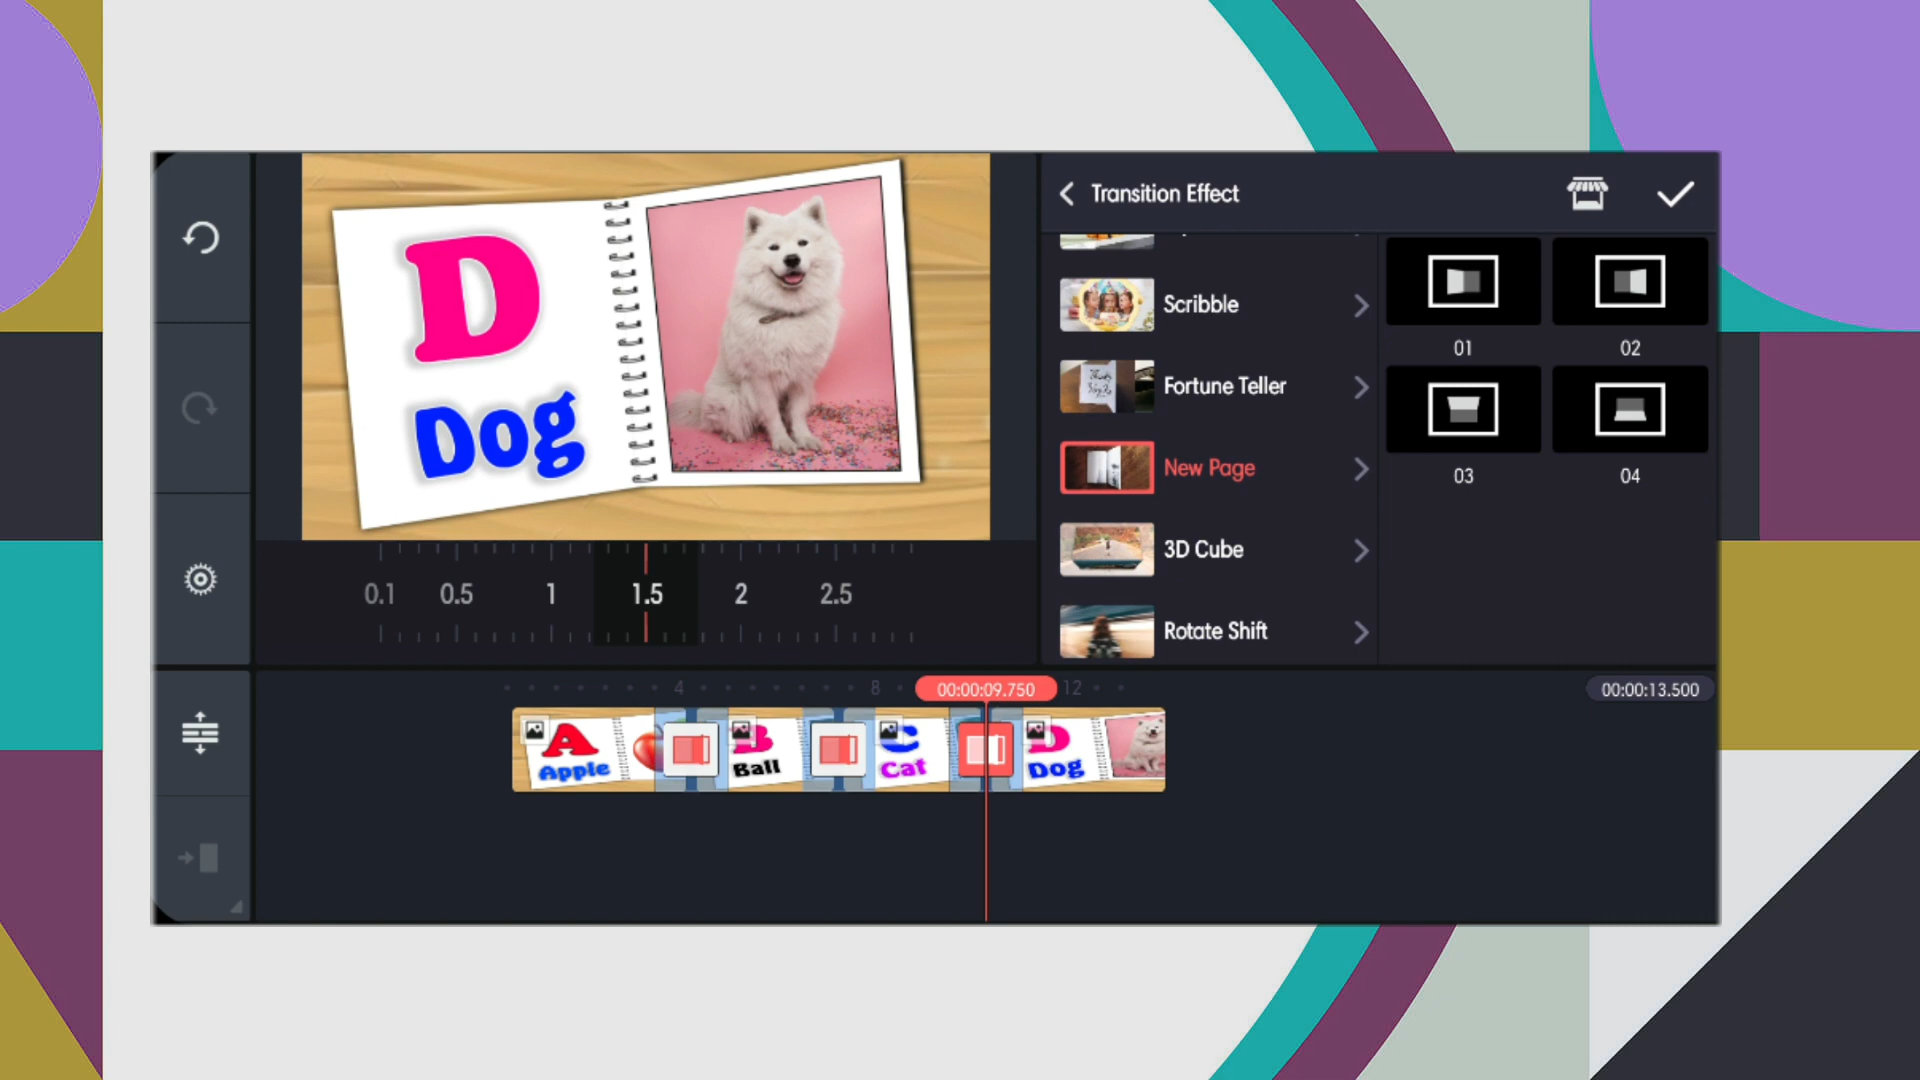 D
Dog
0.1 0.5 1 1.5 2 2.5
Transition Effect
Scribble
Fortune Teller
New Page
3D Cube
Rotate Shift
01 02
03 04
4 8 00:00:09.750 12 00:00:13.500
A
Apple
B
Ball
C
Cat
D
Dog